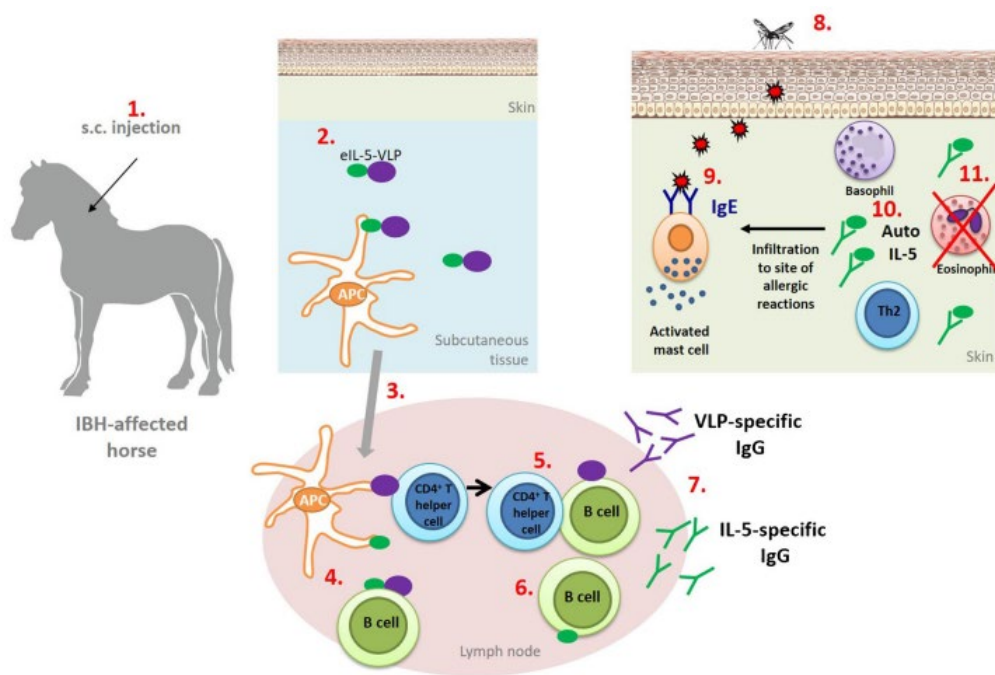 1.
s.c. injection
IBH-affected
horse
Skin
2.
eIL-5-VLP
APC
Subcutaneous
tissue
3.
APC
CD4⁺ T
helper
cell
5.
CD4⁺ T
helper
cell
B cell
4.
B cell
6.
B cell
Lymph node
VLP-specific
IgG
7.
IL-5-specific
IgG
8.
9.
IgE
Activated
mast cell
Infiltration
to site of
allergic
reactions
Basophil
10.
Auto
IL-5
11.
Eosinophil
Th2
Skin